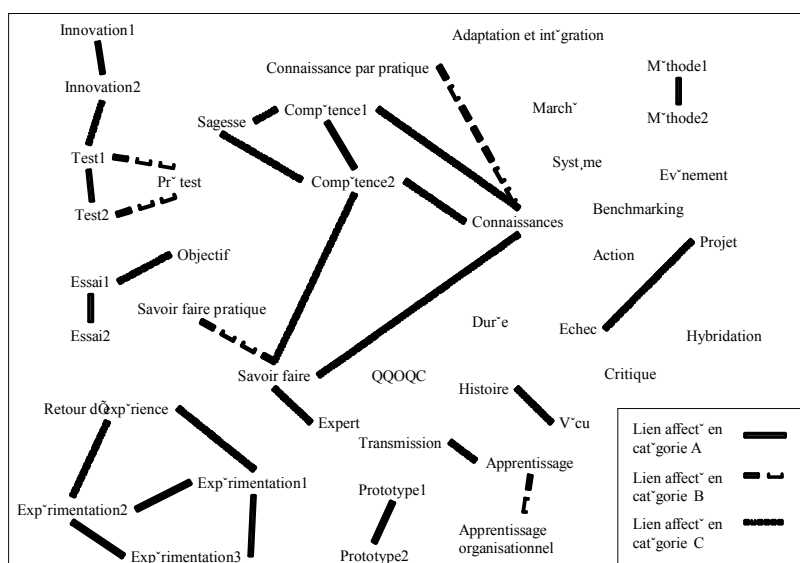 Innovation1
Adaptation et intˇgration
Connaissance par pratique
Mˇthode1
Innovation2
Sagesse
Compˇtence1
Marchˇ
Mˇthode2
Test1
Prˇ test
Compˇtence2
Syst¸me
Evˇnement
Test2
Connaissances
Benchmarking
Objectif
Action
Projet
Essai1
Savoir faire pratique
Essai2
Durˇe
Echec
Hybridation
Savoir faire
QQOQC
Critique
Histoire
Retour dÕexpˇrience
Expert
Vˇcu
Transmission
Apprentissage
Expˇrimentation1
Prototype1
Expˇrimentation2
Apprentissage
organisationnel
Expˇrimentation3
Prototype2
Lien affectˇ en
catˇgorie A
Lien affectˇ en
catˇgorie B
Lien affectˇ en
catˇgorie C